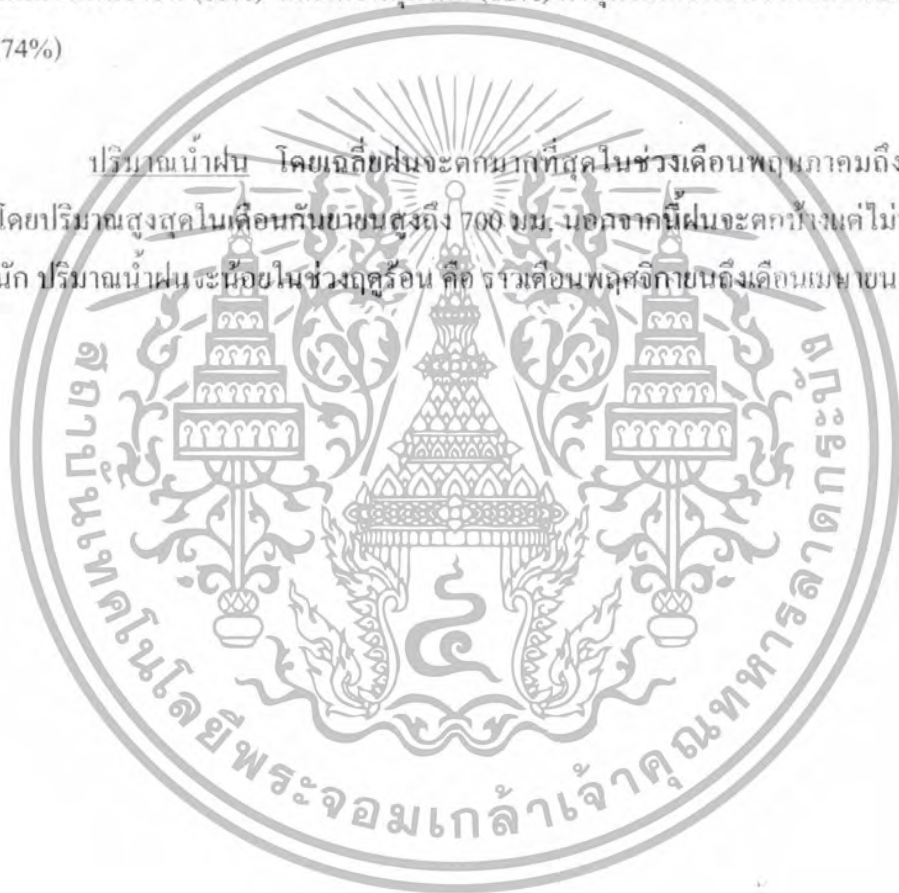 74%)
ปริมาณน้ำฝน โดยเฉลี่ยฝนจะตกมากที่สุดในช่วงเดือนพฤษภาคมถึง
โดยปริมาณสูงสุดในเดือนกันยายนสูงถึง 700 มม. นอกจากนี้ฝนจะตกบ้างแต่ไม่
นัก ปริมาณน้ำฝนจะน้อยในช่วงฤดูร้อน คือ ราวเดือนพฤศจิกายนถึงเดือนเมษายน
สถาบันเทคโนโลยีพระจอมเกล้าเจ้าคุณทหารลาดกระบัง
๔